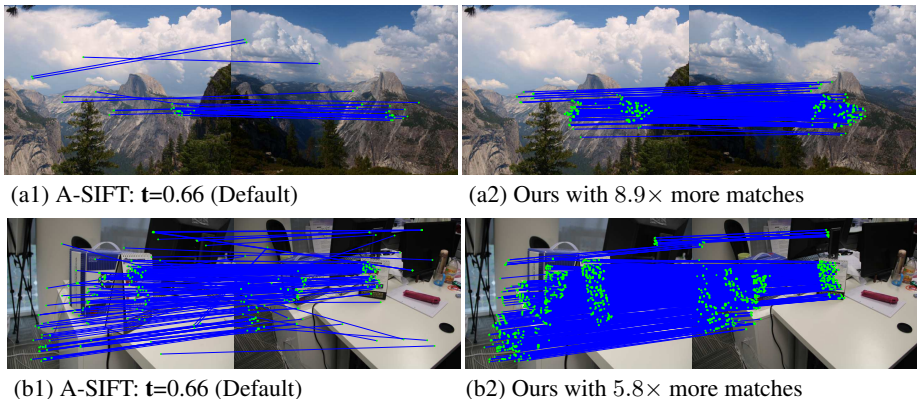 (a1) A-SIFT: t=0.66 (Default)
(a2) Ours with 8.9× more matches
(b1) A-SIFT: t=0.66 (Default)
(b2) Ours with 5.8× more matches